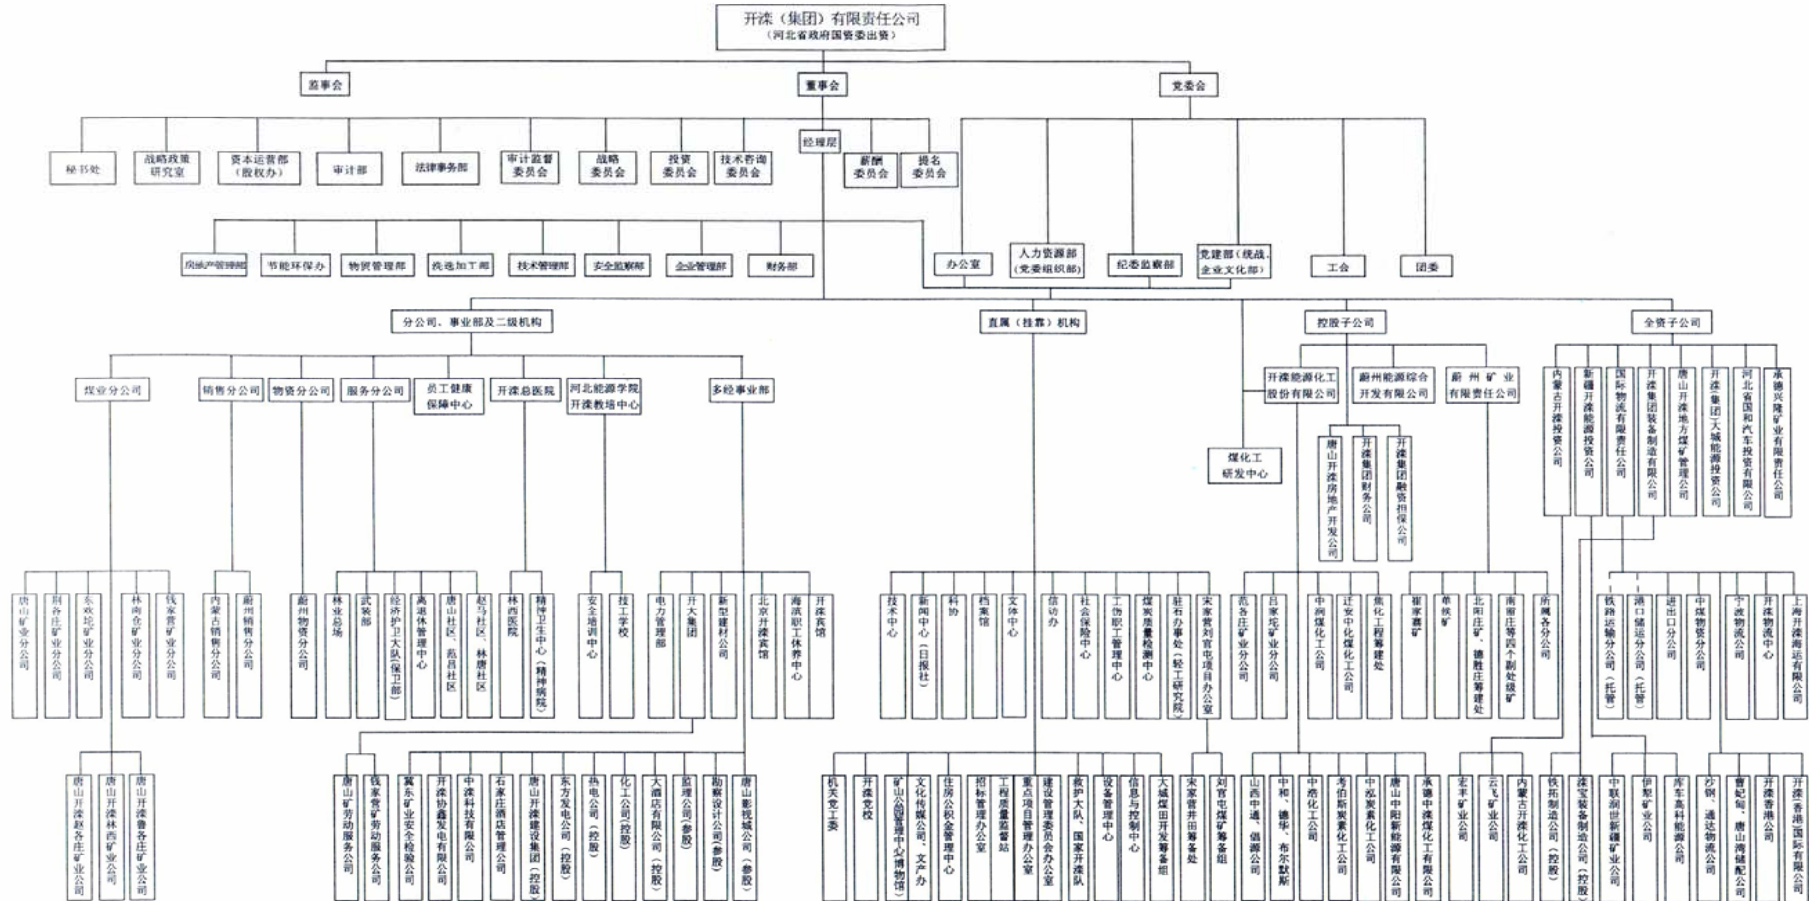 开滦（集团）有限责任公司
（河北省政府国资委出资）
监事会
董事会
党委会
经理层
秘书处
战略政策
研究室
资本运营部
（股权办）
审计部
法律事务部
审计监督
委员会
战略
委员会
投资
委员会
技术咨询
委员会
薪酬
委员会
提名
委员会
房地产管理部
节能环保办
物贸管理部
洗选加工部
技术管理部
安全监察部
企业管理部
财务部
办公室
人力资源部
（党委组织部）
纪委监察部
党建部（统战、
企业文化部）
工会
团委
分公司、事业部及二级机构
直属（挂靠）机构
控股子公司
全资子公司
煤业分公司
销售分公司
物资分公司
服务分公司
员工健康
保障中心
开滦总医院
河北能源学院
开滦教培中心
多经事业部
开滦能源化工
股份有限公司
蔚州能源综合
开发有限公司
蔚州矿业
有限责任公司
煤化工
研发中心
唐山开滦房地产开发公司
开滦集团财务公司
开滦集团融资担保公司
内蒙古开滦投资公司
新疆开滦能源投资公司
国际物流有限责任公司
开滦集团装备制造有限公司
唐山开滦地方煤矿管理公司
开滦（集团）大城能源投资公司
河北省国和汽车投资有限公司
承德兴隆矿业有限责任公司
唐山矿业分公司
荆各庄矿业分公司
东欢坨矿业分公司
林南仓矿业分公司
钱家营矿业分公司
内蒙古销售分公司
蔚州销售分公司
蔚州物资分公司
林业总场
武装部
经济护卫大队（保卫部）
离退休管理中心
唐山社区、范吕社区
赵马社区、林唐社区
林西医院
精神卫生中心（精神病院）
安全培训中心
技工学校
电力管理部
开大集团
新型建材公司
北京开滦宾馆
海滨职工休养中心
开滦宾馆
技术中心
新闻中心（日报社）
科协
档案馆
文体中心
信访办
社会保险中心
工伤职工管理中心
煤炭质量检测中心
驻石办事处（轻工研究院）
宋家营刘官屯项目办公室
范各庄矿业分公司
吕家坨矿业分公司
中润煤化工公司
迁安中化煤化工公司
焦化工程筹建处
崔家寨矿
单侯矿
北阳庄矿、德胜庄筹建处
南留庄等四个副处级矿
所属各分公司
铁路运输分公司（托管）
港口储运分公司（托管）
进出口分公司
中煤物资分公司
宁波物流公司
开滦物流中心
上海开滦海运有限公司
唐山开滦赵各庄矿业公司
唐山开滦林西矿业公司
唐山开滦鲁各庄矿业公司
唐山矿劳动服务公司
钱家营矿劳动服务公司
冀东矿业安全检验公司
开滦协鑫发电有限公司
中滦科技有限公司
石家庄酒店管理公司
唐山开滦建设集团（控股）
东方发电公司（控股）
热电公司（控股）
化工公司（控股）
大酒店有限公司（控股）
监理公司（参股）
勘察设计公司（参股）
唐山影视城公司（参股）
机关党工委
开滦党校
矿山公园管理中心（博物馆）
文化传媒公司、文产办
住房公积金管理中心
招标管理办公室
工程质量监督站
重点项目管理办公室
建设管理委员会办公室
救护大队、国家开滦队
设备管理中心
信息与控制中心
大城煤田开发筹备组
宋家营井田筹备处
刘官屯煤矿筹备组
山西中通、倡源公司
中和、德华、布尔默斯
中浩化工公司
考伯斯炭素化工公司
中泓炭素化工公司
唐山中阳新能源有限公司
承德中滦煤化工有限公司
宏丰矿业公司
云飞矿业公司
内蒙古开滦化工公司
铁拓制造公司（控股）
滦宝装备制造公司（控股）
中联润世新疆矿业公司
伊犁矿业公司
库车高科能源公司
沙钢、通达物流公司
曹妃甸、唐山湾储配公司
开滦香港公司
开滦（香港）国际有限公司